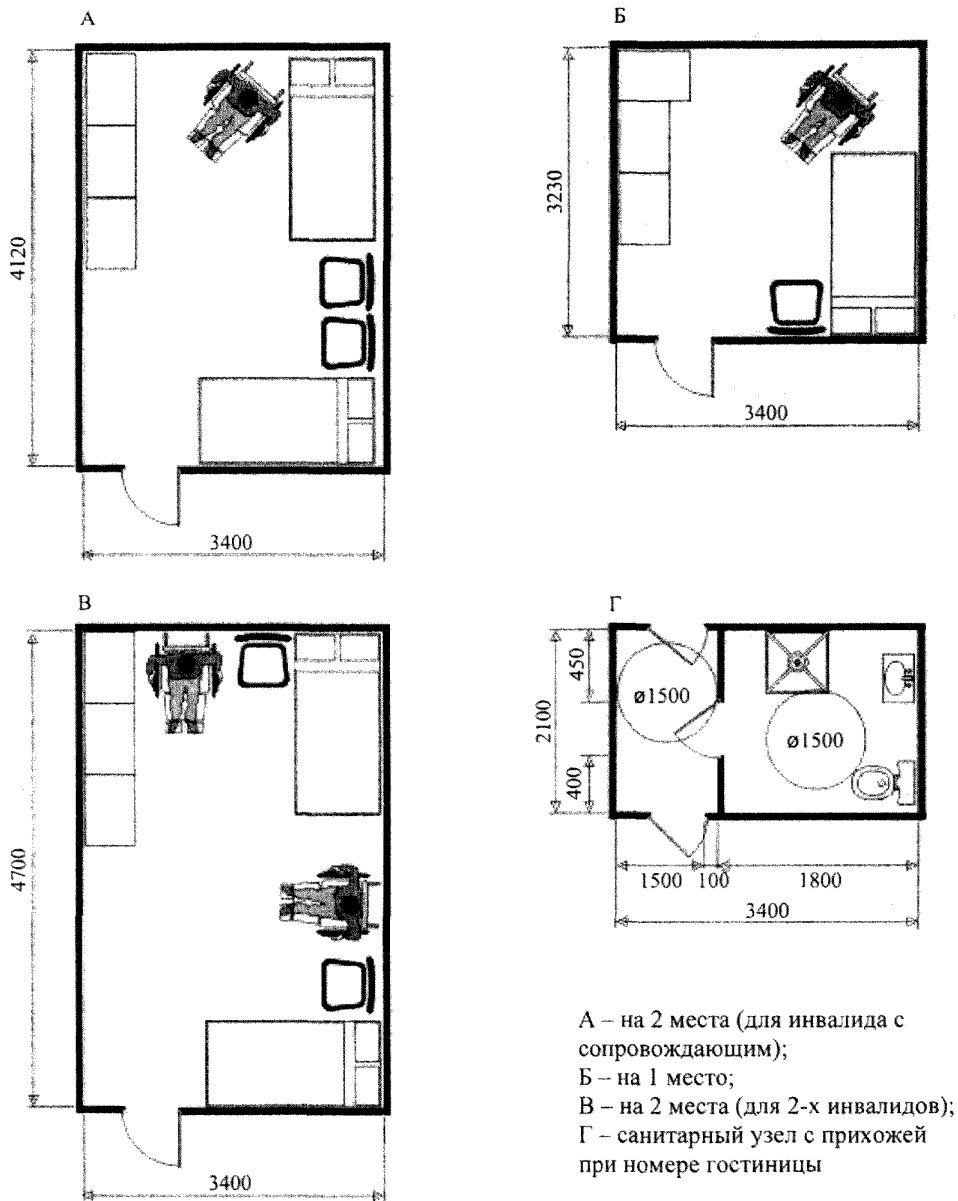 А
4120
3400
Б
3230
3400
В
4700
3400
Г
2100
450
400
ø1500
ø1500
1500 100 1800
3400
А – на 2 места (для инвалида с
сопровождающим);
Б – на 1 место;
В – на 2 места (для 2-х инвалидов);
Г – санитарный узел с прихожей
при номере гостиницы